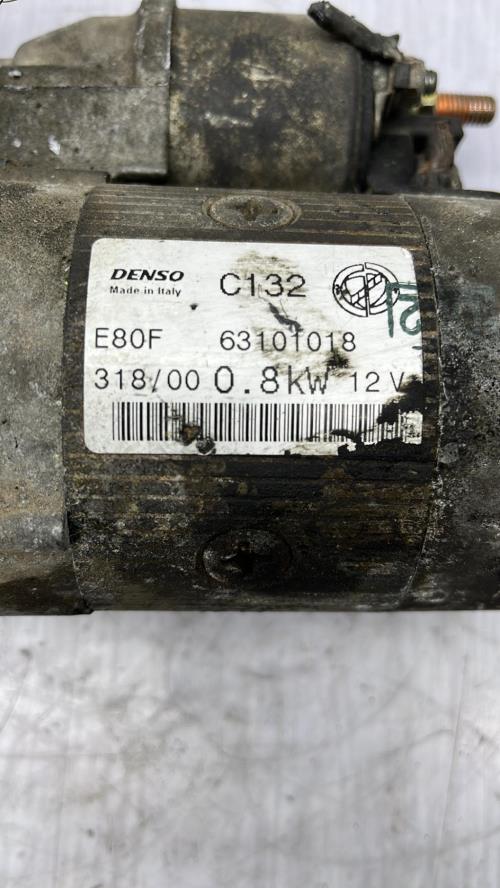 DENSO C132
Made in Italy
E80F 63101018
318/00 0.8kW 12V